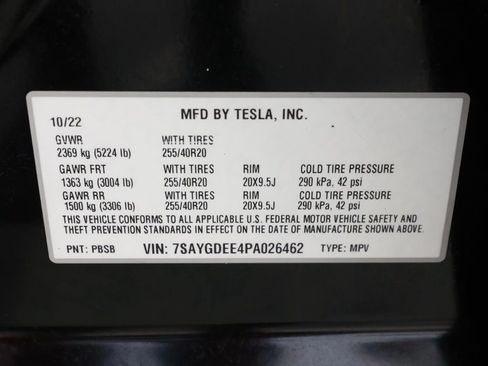 10/22 MFD BY TESLA, INC.
GVWR WITH TIRES
2369 kg (5224 lb) 255/40R20
GAWR FRT WITH TIRES RIM COLD TIRE PRESSURE
1363 kg (3004 lb) 255/40R20 20X9.5J 290 kPa, 42 psi
GAWR RR WITH TIRES RIM COLD TIRE PRESSURE
1500 kg (3306 lb) 255/40R20 20X9.5J 290 kPa, 42 psi
THIS VEHICLE CONFORMS TO ALL APPLICABLE U.S. FEDERAL MOTOR VEHICLE SAFETY AND
THEFT PREVENTION STANDARDS IN EFFECT ON THE DATE OF MANUFACTURE SHOWN ABOVE.
PNT: PBSB VIN: 7SAYGDEE4PA026462 TYPE: MPV